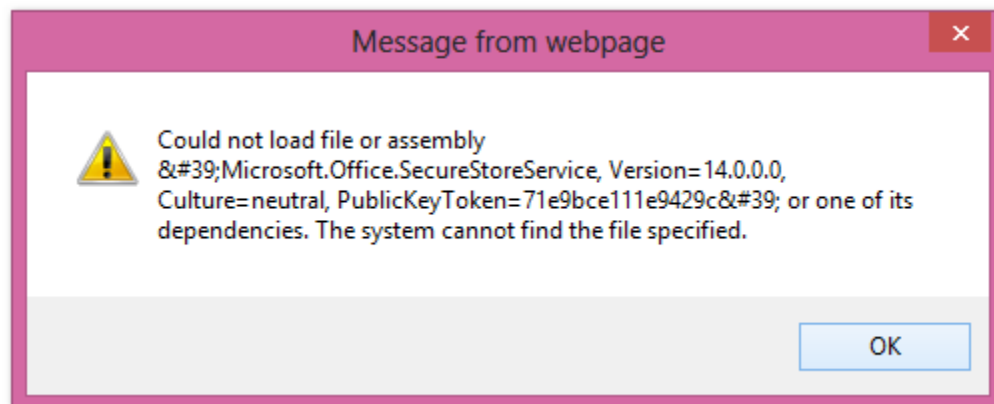 Message from webpage
Could not load file or assembly
&#39;Microsoft.Office.SecureStoreService, Version=14.0.0.0,
Culture=neutral, PublicKeyToken=71e9bce111e9429c&#39; or one of its
dependencies. The system cannot find the file specified.
OK